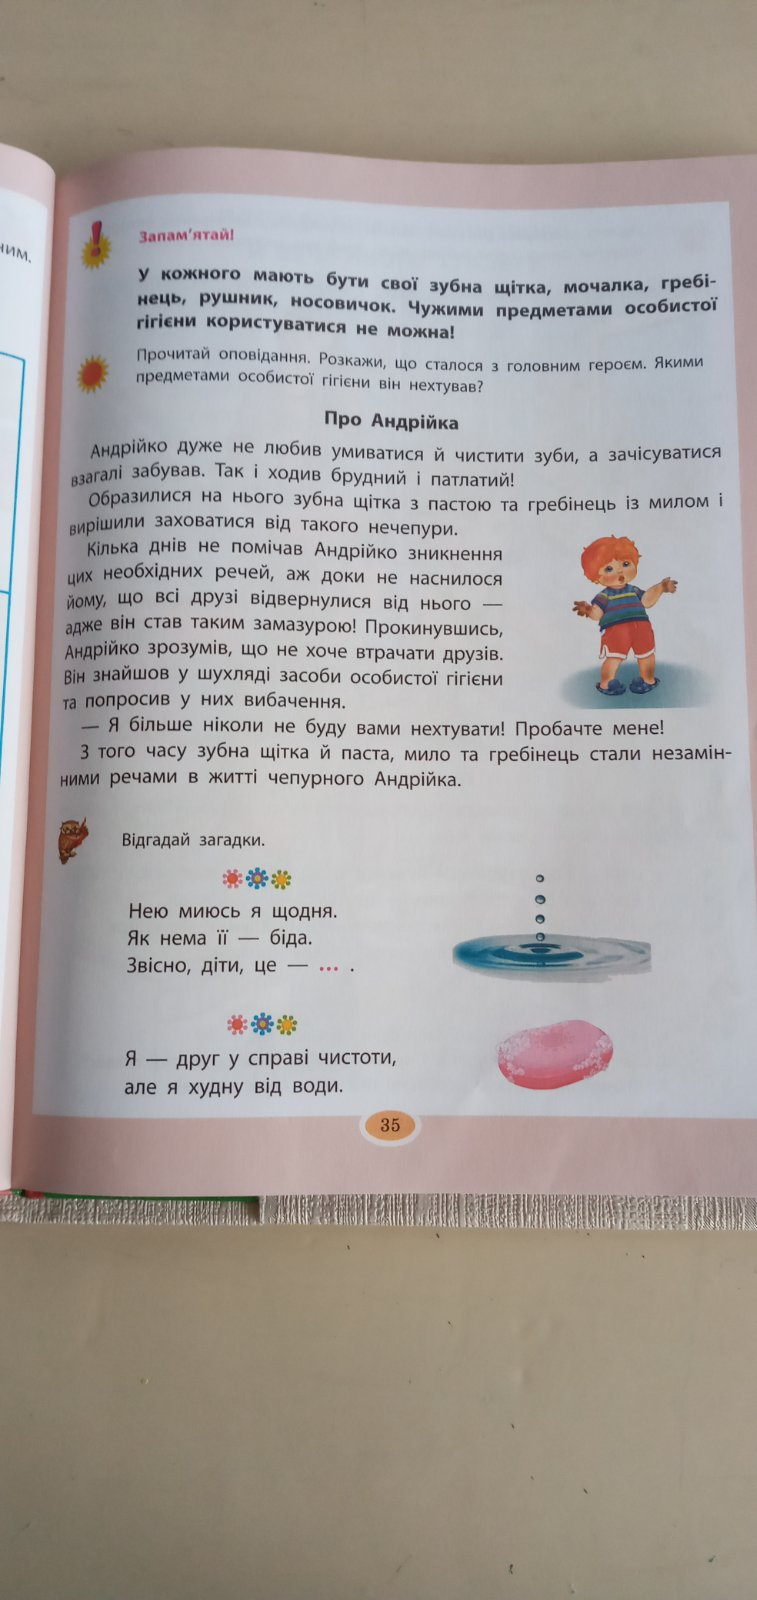 ним.
Запам’ятай!
У кожного мають бути свої зубна щітка, мочалка, гребі-
нець, рушник, носовичок. Чужими предметами особистої
гігієни користуватися не можна!
Прочитай оповідання. Розкажи, що сталося з головним героєм. Якими
предметами особистої гігієни він нехтував?
Про Андрійка
Андрійко дуже не любив умиватися й чистити зуби, а зачісуватися
взагалі забував. Так і ходив брудний і патлатий!
Образилися на нього зубна щітка з пастою та гребінець із милом і
вирішили заховатися від такого нечепури.
Кілька днів не помічав Андрійко зникнення
цих необхідних речей, аж доки не наснилося
йому, що всі друзі відвернулися від нього —
адже він став таким замазурою! Прокинувшись,
Андрійко зрозумів, що не хоче втрачати друзів.
Він знайшов у шухляді засоби особистої гігієни
та попросив у них вибачення.
— Я більше ніколи не буду вами нехтувати! Пробачте мене!
З того часу зубна щітка й паста, мило та гребінець стали незамін-
ними речами в житті чепурного Андрійка.
Відгадай загадки.
Нею миюсь я щодня.
Як нема її — біда.
Звісно, діти, це — ... .
Я — друг у справі чистоти,
але я худну від води.
35